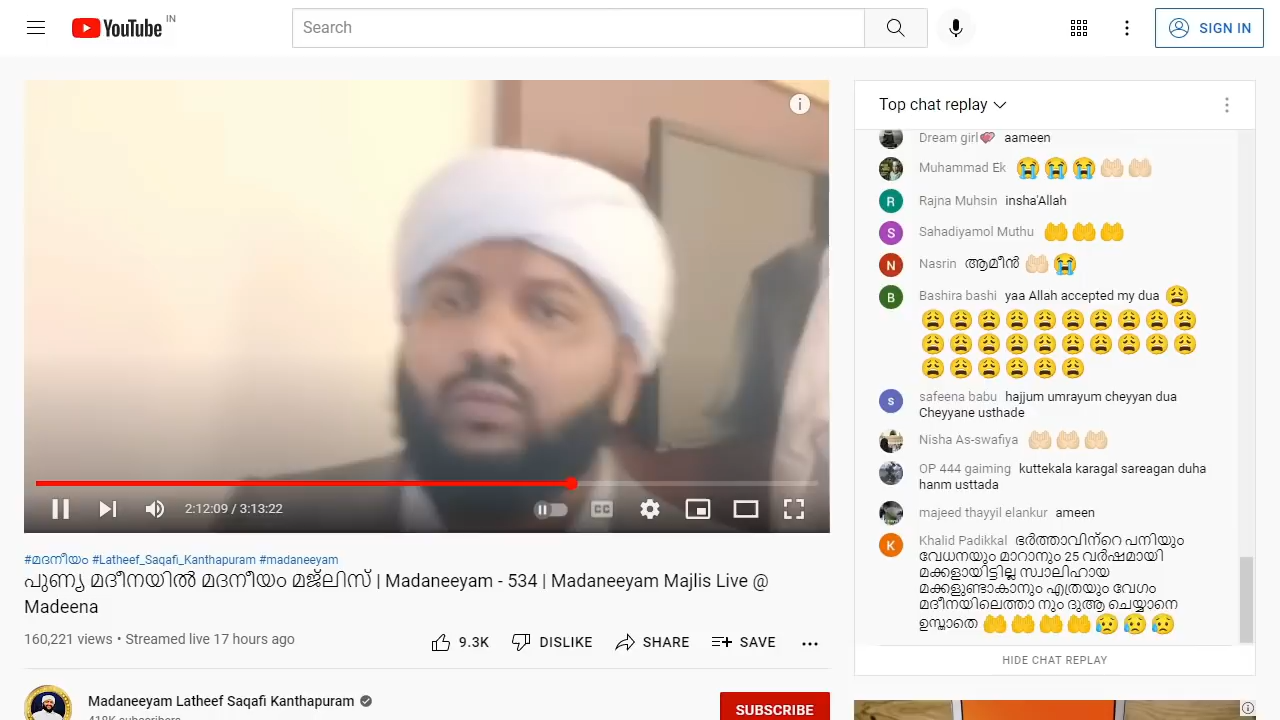 YouTube
IN
Search
SIGN IN
Top chat replay
Dream girl💘 aameen
Muhammad Ek 😭😭😭🤲🏻🤲🏻
R
Rajna Muhsin insha'Allah
S
Sahadiyamol Muthu 🤲🤲🤲
N
Nasrin ആമീൻ 🤲🏻😭
B
Bashira bashi yaa Allah accepted my dua 😩
😩😩😩😩😩😩😩😩😩😩
😩😩😩😩😩😩😩😩😩😩
😩😩😩😩😩😩
s
safeena babu hajjum umrayum cheyyan dua
Cheyyane usthade
Nisha As-swafiya 🤲🏻🤲🏻🤲🏻
OP 444 gaiming kuttekala karagal sareagan duha
hanm usttada
majeed thayyil elankur ameen
K
Khalid Padikkal ഭർത്താവിൻറെ പനിയും
വേധനയും മാറാനും 25 വർഷമായി
മക്കളായിട്ടില്ല സ്വാലിഹായ
മക്കളുണ്ടാകാനും എത്രയും വേഗം
മദീനയിലെത്താ നും ദുആ ചെയ്യാനെ
ഉസ്താതെ 🤲🤲🤲🤲😥😥😥
HIDE CHAT REPLAY
2:12:09 / 3:13:22
CC
#മദനീയം #Latheef_Saqafi_Kanthapuram #madaneeyam
പുണ്യ മദീനയിൽ മദനീയം മജ്ലിസ് | Madaneeyam - 534 | Madaneeyam Majlis Live @
Madeena
160,221 views • Streamed live 17 hours ago
9.3K
DISLIKE
SHARE
SAVE
Madaneeyam Latheef Saqafi Kanthapuram
subscribers
SUBSCRIBE